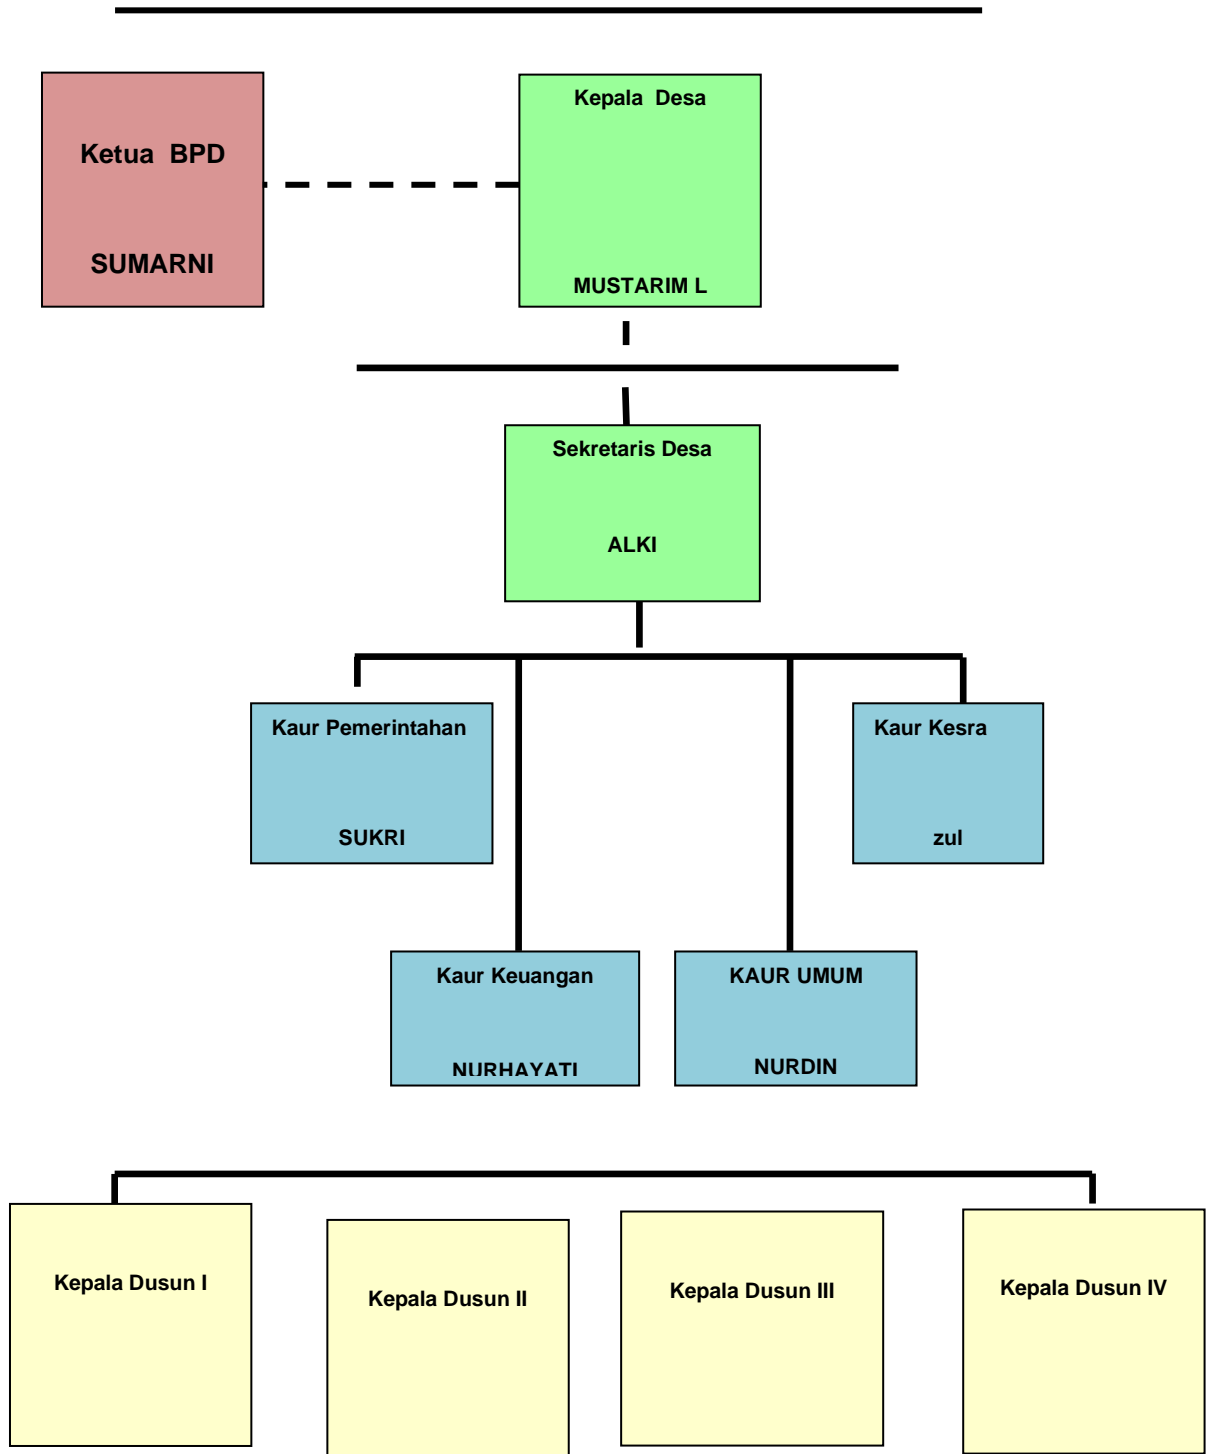 Ketua BPD
SUMARNI
Kepala Desa
MUSTARIM L
Sekretaris Desa
ALKI
Kaur Pemerintahan
SUKRI
Kaur Kesra
zul
Kaur Keuangan
NURHAYATI
KAUR UMUM
NURDIN
Kepala Dusun I
Kepala Dusun II
Kepala Dusun III
Kepala Dusun IV